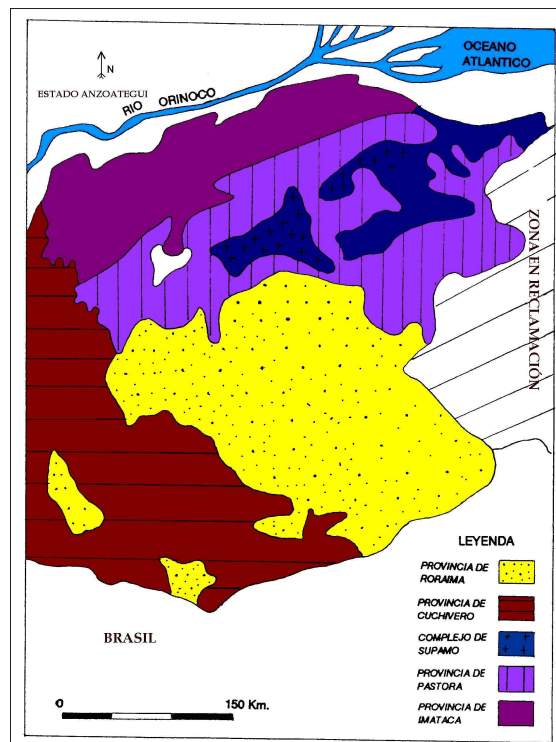 OCEANO
ATLANTICO
N
ESTADO ANZOATEGUI
RIO ORINOCO
ZONA EN RECLAMACIÓN
LEYENDA
PROVINCIA DE
RORAIMA
PROVINCIA DE
CUCHIVERO
COMPLEJO DE
SUPAMO
PROVINCIA DE
PASTORA
PROVINCIA DE
IMATACA
BRASIL
0 150 Km.